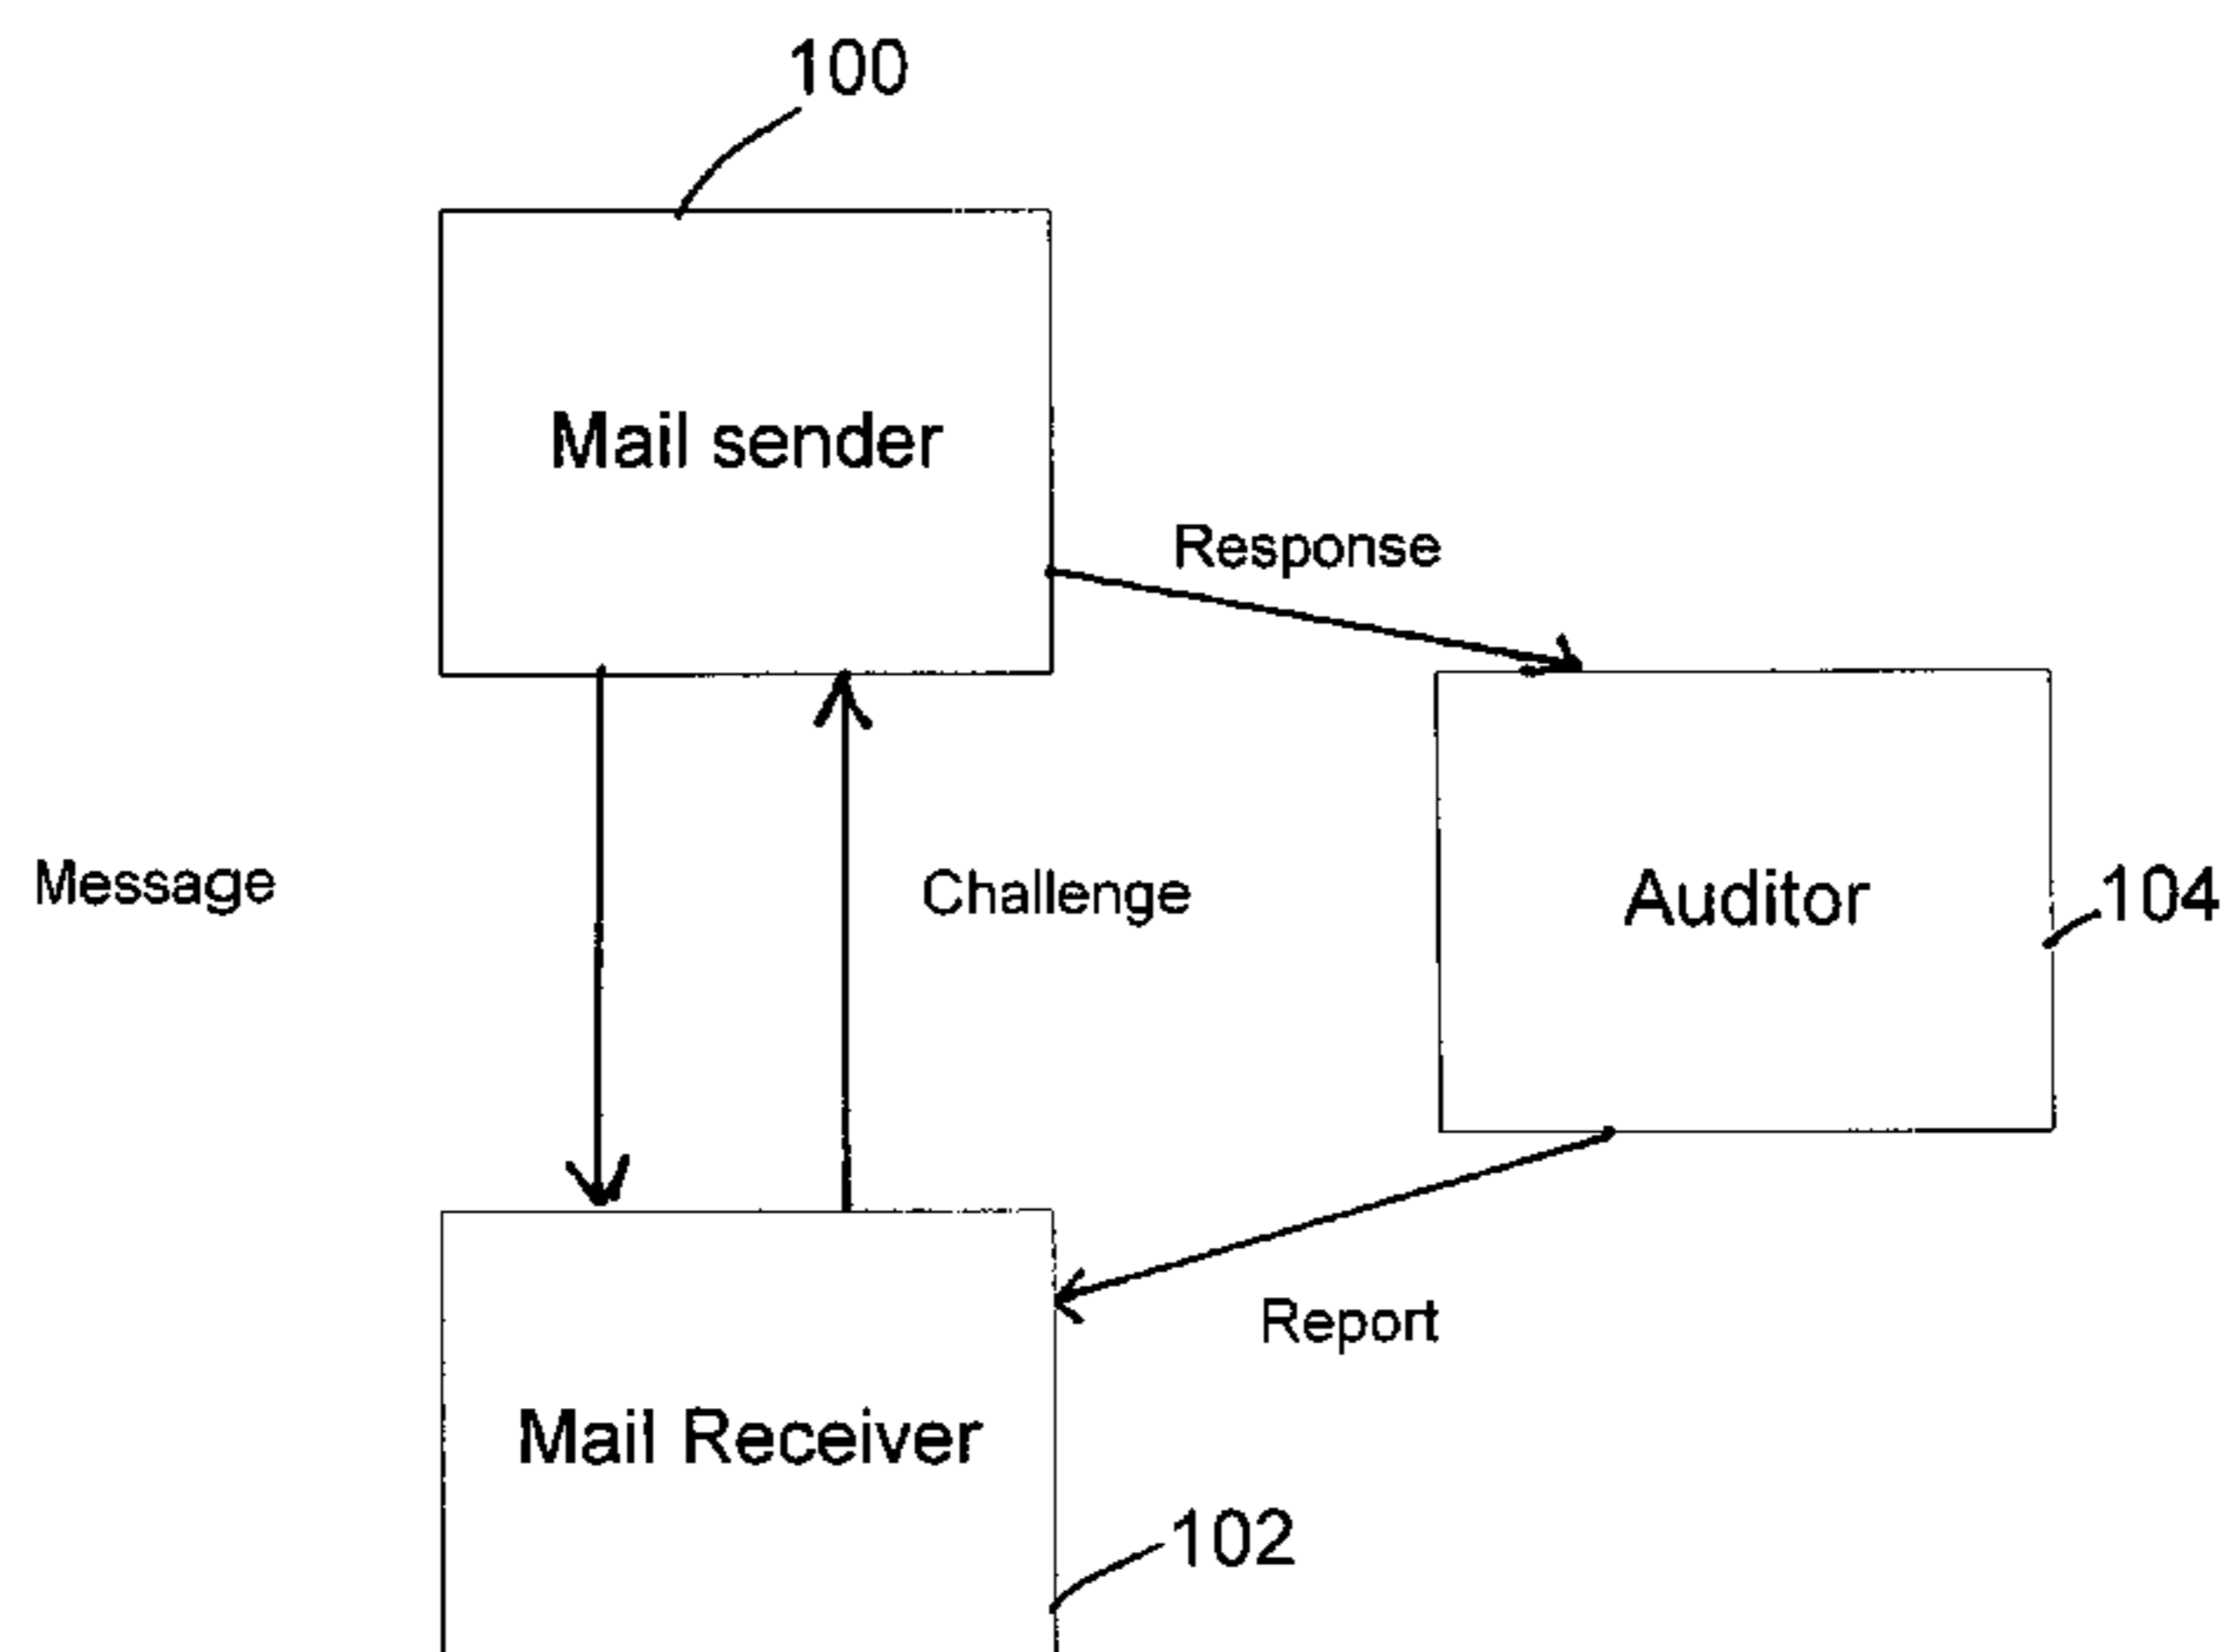 100
Mail sender
Response
Message
Challenge
Auditor
104
Report
Mail Receiver
102